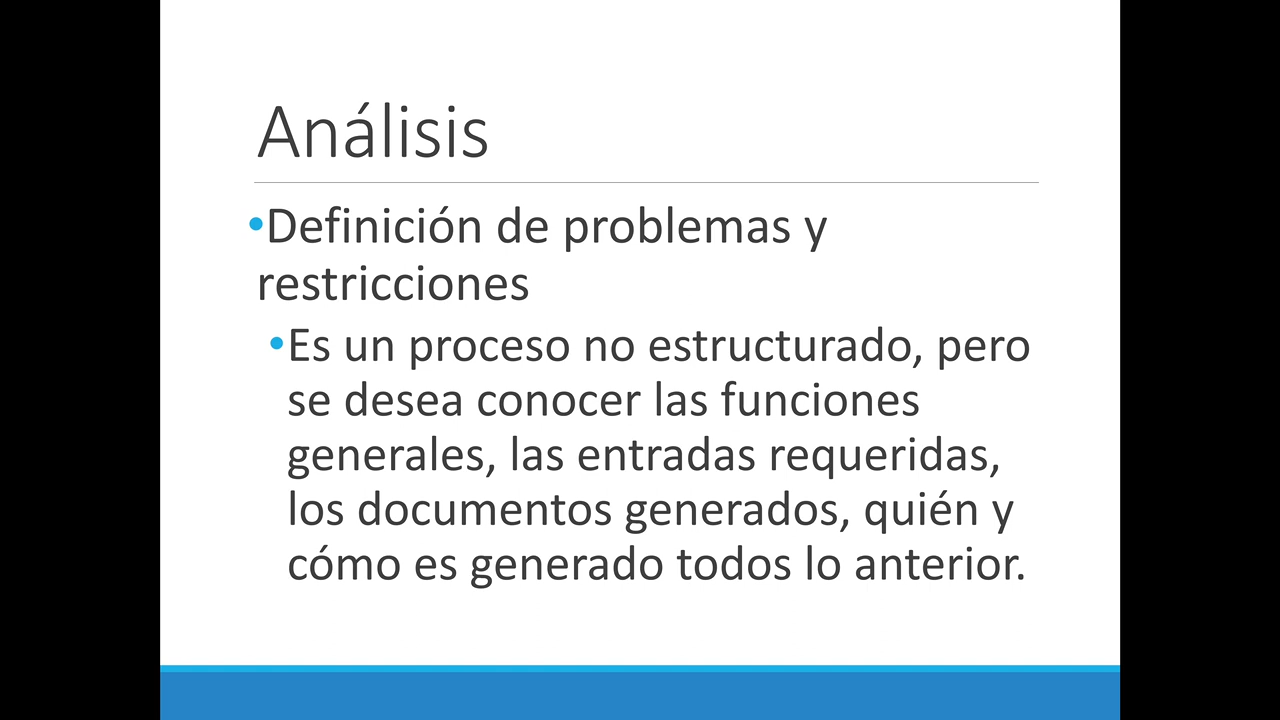 Análisis
•Definición de problemas y
restricciones
•Es un proceso no estructurado, pero
se desea conocer las funciones
generales, las entradas requeridas,
los documentos generados, quién y
cómo es generado todos lo anterior.